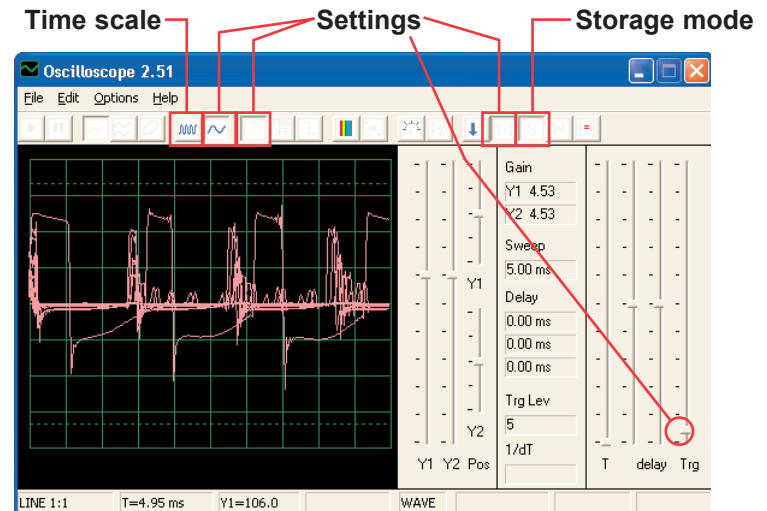 Time scale Settings Storage mode
Oscilloscope 2.51
File Edit Options Help
Gain
Y1 4.53
Y2 4.53
Sweep
5.00 ms
Y1
Delay
0.00 ms
0.00 ms
0.00 ms
Trg Lev
5
Y2
1/dT
Y1 Y2 Pos T delay Trg
LINE 1:1 T=4.95 ms Y1=106.0 WAVE